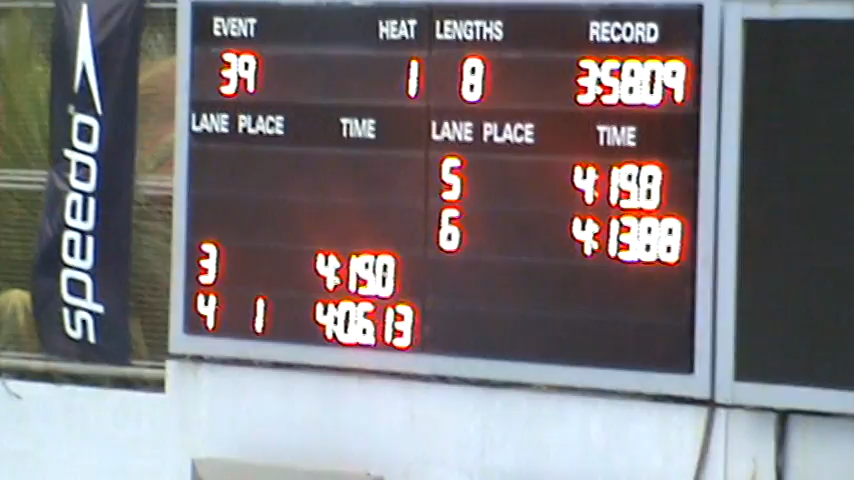 speedo
EVENT HEAT LENGTHS RECORD
39 1 8 3:58.09
LANE PLACE TIME LANE PLACE TIME
5 4:19.8
6 4:13.88
3 4:19.0
4 1 4:06.13